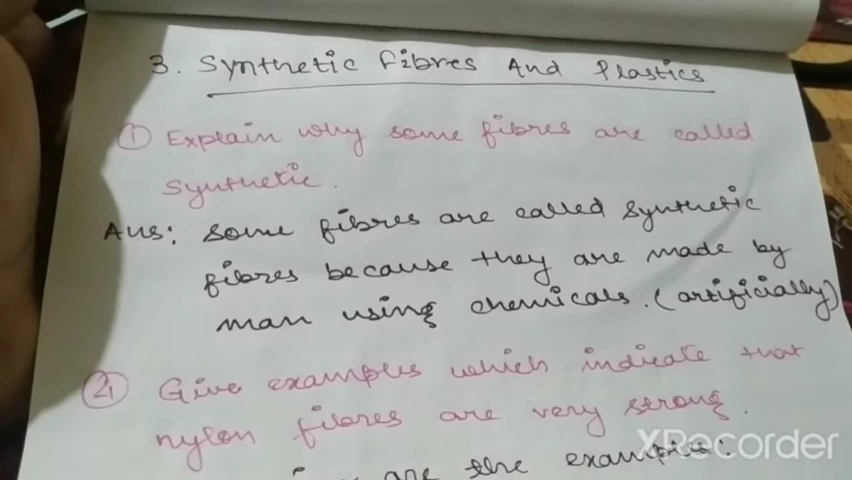 3. Synthetic Fibres And Plastics
① Explain why some fibres are called
synthetic.
Ans: Some fibres are called synthetic
fibres because they are made by
man using chemicals. (artificially)
② Give examples which indicate that
nylon fibres are very strong.
are the examples:
XRecorder